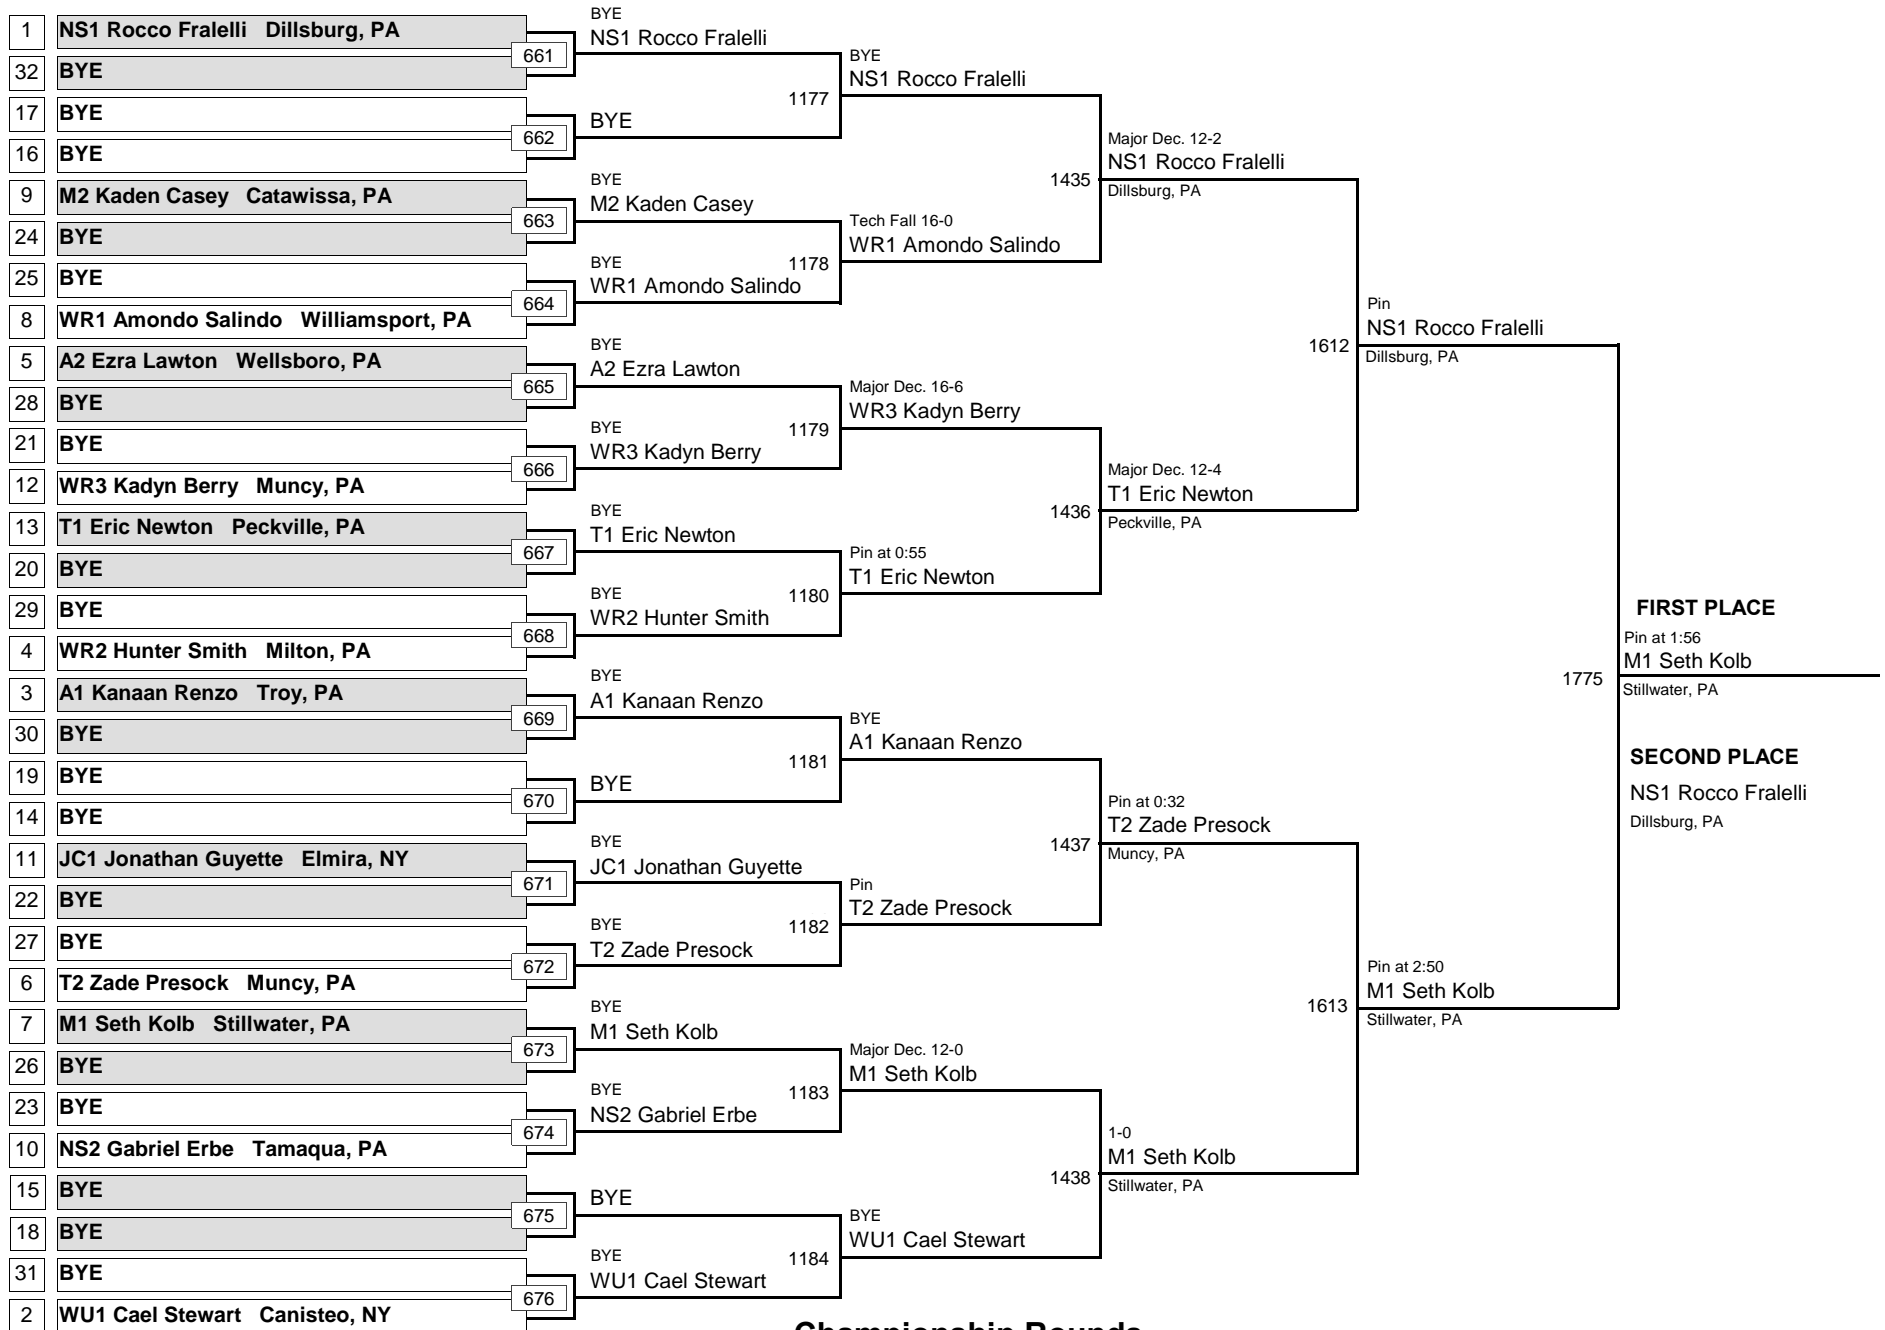 1 NS1 Rocco Fralelli Dillsburg, PA
32 BYE
17 BYE
16 BYE
9 M2 Kaden Casey Catawissa, PA
24 BYE
25 BYE
8 WR1 Amondo Salindo Williamsport, PA
5 A2 Ezra Lawton Wellsboro, PA
28 BYE
21 BYE
12 WR3 Kadyn Berry Muncy, PA
13 T1 Eric Newton Peckville, PA
20 BYE
29 BYE
4 WR2 Hunter Smith Milton, PA
3 A1 Kanaan Renzo Troy, PA
30 BYE
19 BYE
14 BYE
11 JC1 Jonathan Guyette Elmira, NY
22 BYE
27 BYE
6 T2 Zade Presock Muncy, PA
7 M1 Seth Kolb Stillwater, PA
26 BYE
23 BYE
10 NS2 Gabriel Erbe Tamaqua, PA
15 BYE
18 BYE
31 BYE
2 WU1 Cael Stewart Canisteo, NY
661
662
663
664
665
666
667
668
669
670
671
672
673
674
675
676
BYE
NS1 Rocco Fralelli
BYE
BYE
M2 Kaden Casey
BYE
WR1 Amondo Salindo
BYE
A2 Ezra Lawton
BYE
WR3 Kadyn Berry
BYE
T1 Eric Newton
BYE
WR2 Hunter Smith
BYE
A1 Kanaan Renzo
BYE
BYE
JC1 Jonathan Guyette
BYE
T2 Zade Presock
BYE
M1 Seth Kolb
BYE
NS2 Gabriel Erbe
BYE
BYE
WU1 Cael Stewart
1177
1178
1179
1180
1181
1182
1183
1184
BYE
NS1 Rocco Fralelli
Tech Fall 16-0
WR1 Amondo Salindo
Major Dec. 16-6
WR3 Kadyn Berry
Pin at 0:55
T1 Eric Newton
BYE
A1 Kanaan Renzo
Pin
T2 Zade Presock
Major Dec. 12-0
M1 Seth Kolb
BYE
WU1 Cael Stewart
1435
1436
1437
1438
Major Dec. 12-2
NS1 Rocco Fralelli
Dillsburg, PA
Major Dec. 12-4
T1 Eric Newton
Peckville, PA
Pin at 0:32
T2 Zade Presock
Muncy, PA
1-0
M1 Seth Kolb
Stillwater, PA
1612
1613
Pin
NS1 Rocco Fralelli
Dillsburg, PA
Pin at 2:50
M1 Seth Kolb
Stillwater, PA
1775
FIRST PLACE
Pin at 1:56
M1 Seth Kolb
Stillwater, PA
SECOND PLACE
NS1 Rocco Fralelli
Dillsburg, PA
Championship Rounds